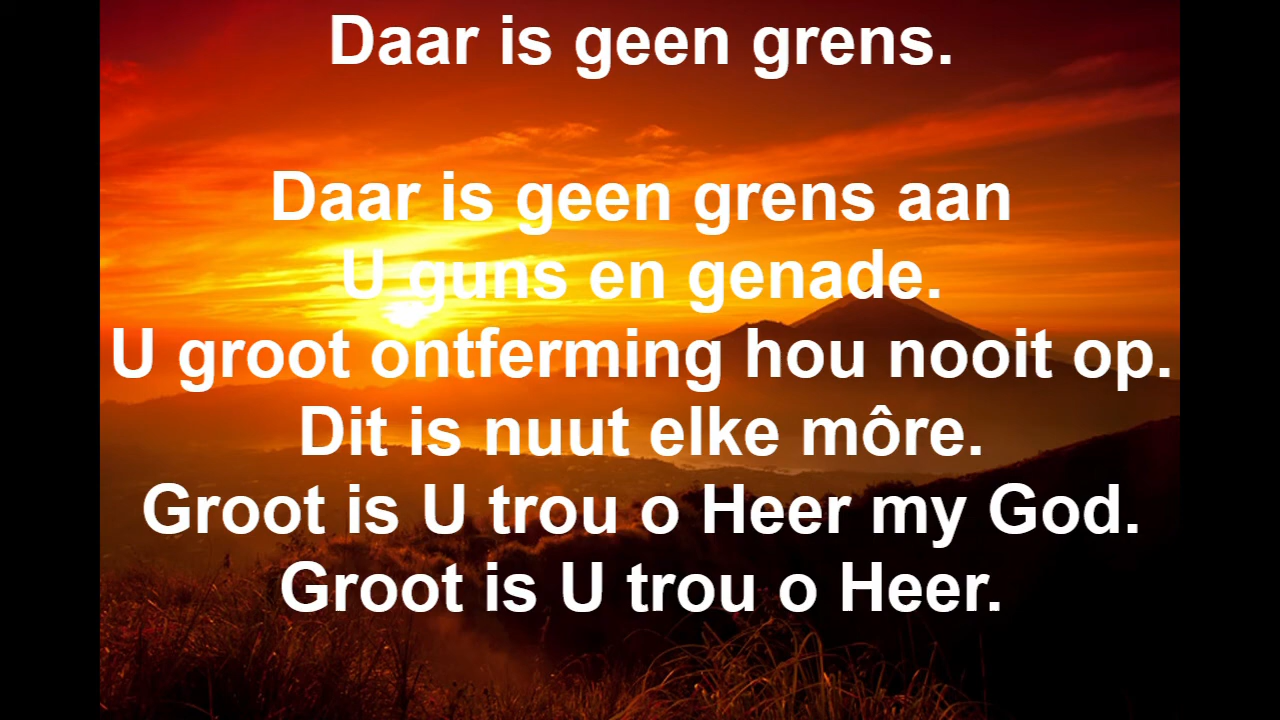 Daar is geen grens.
Daar is geen grens aan
U guns en genade.
U groot ontferming hou nooit op.
Dit is nuut elke môre.
Groot is U trou o Heer my God.
Groot is U trou o Heer.